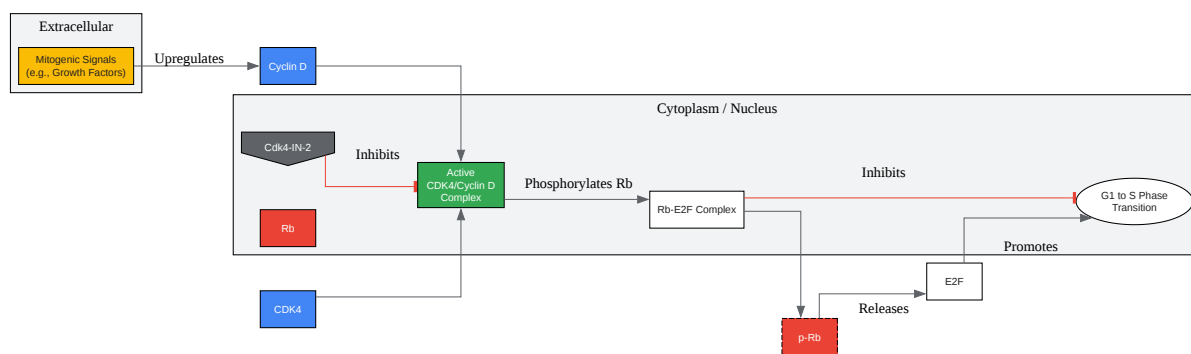 Extracellular
Mitogenic Signals
(e.g., Growth Factors)
Upregulates
Cyclin D
Cytoplasm / Nucleus
Cdk4-IN-2
Inhibits
Active
CDK4/Cyclin D
Complex
Phosphorylates Rb
Rb-E2F Complex
Inhibits
G1 to S Phase
Transition
Rb
Promotes
CDK4
E2F
Releases
p-Rb